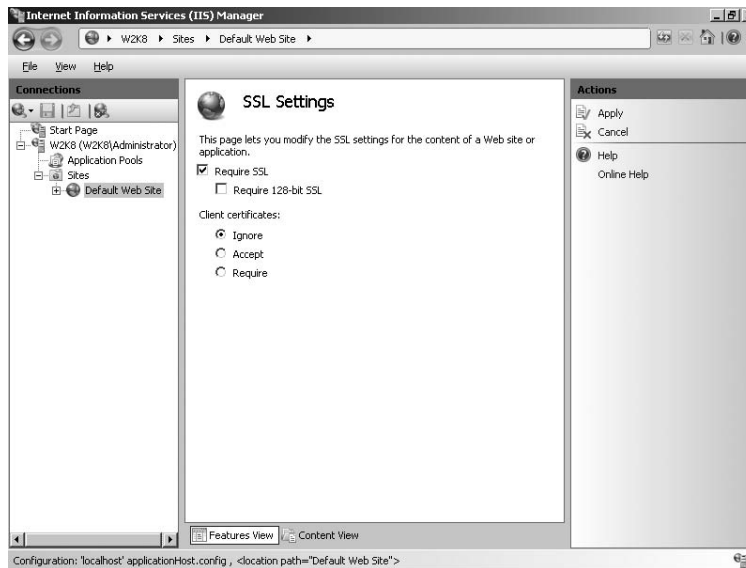 Internet Information Services (IIS) Manager
W2K8 Sites Default Web Site
File View Help
Connections
Start Page
W2K8 (W2K8\Administrator)
Application Pools
Sites
Default Web Site
SSL Settings
This page lets you modify the SSL settings for the content of a Web site or
application.
Require SSL
Require 128-bit SSL
Client certificates:
Ignore
Accept
Require
Features View Content View
Actions
Apply
Cancel
Help
Online Help
Configuration: 'localhost' applicationHost.config , <location path="Default Web Site">